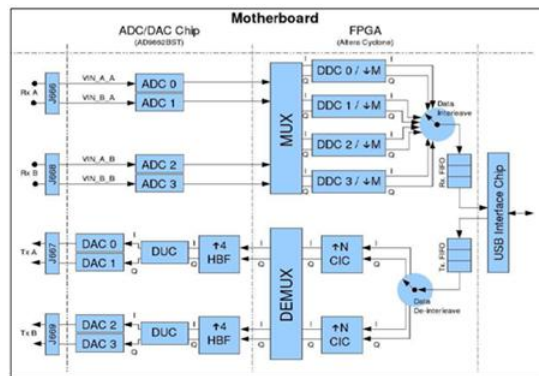 Motherboard
ADC/DAC Chip
(AD9862BST)
FPGA
(Altera Cyclone)
Rx A
J666
VIN_A_A
VIN_B_A
ADC 0
ADC 1
Rx B
J668
VIN_A_B
VIN_B_B
ADC 2
ADC 3
MUX
I
DDC 0 / ↓M
I
Q
Q
I
DDC 1 / ↓M
I
Q
Q
I
DDC 2 / ↓M
I
Q
Q
I
DDC 3 / ↓M
I
Q
Q
Data
Interleave
Rx. FIFO
USB Interface Chip
Tx A
J667
DAC 0
DAC 1
I
Q
DUC
I
Q
↑4
HBF
I
Q
DEMUX
I
Q
↑N
CIC
I
Q
Tx. FIFO
Data
De-interleave
Tx B
J669
DAC 2
DAC 3
I
Q
DUC
I
Q
↑4
HBF
I
Q
I
Q
↑N
CIC
I
Q